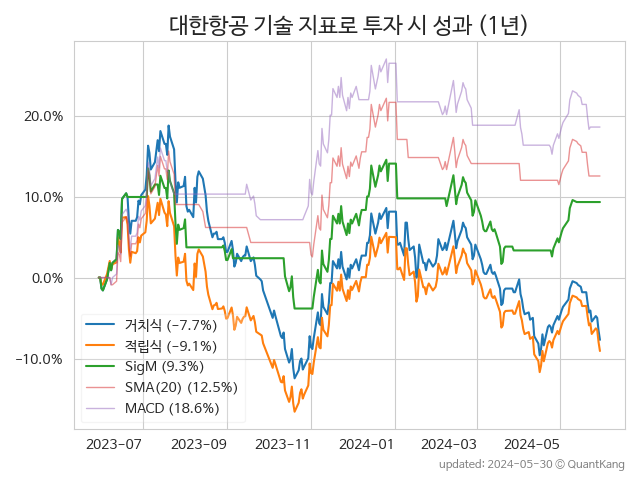 대한항공 기술 지표로 투자 시 성과 (1년)
20.0%
10.0%
0.0%
−10.0%
거치식 (−7.7%)
적립식 (−9.1%)
SigM (9.3%)
SMA(20) (12.5%)
MACD (18.6%)
2023-07 2023-09 2023-11 2024-01 2024-03 2024-05
updated: 2024-05-30 © QuantKang